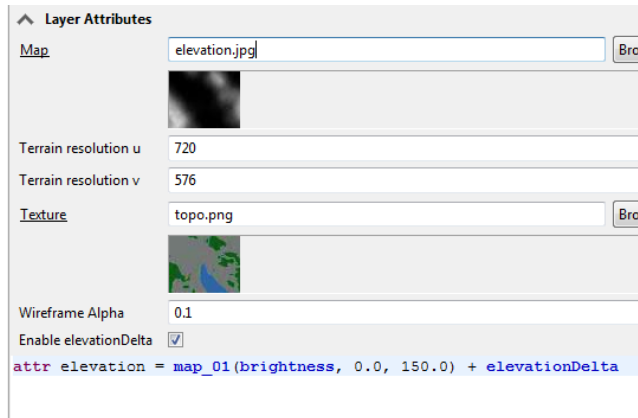 Layer Attributes
Map elevation.jpg Bro
Terrain resolution u 720
Terrain resolution v 576
Texture topo.png Bro
Wireframe Alpha 0.1
Enable elevationDelta
attr elevation = map_01(brightness, 0.0, 150.0) + elevationDelta